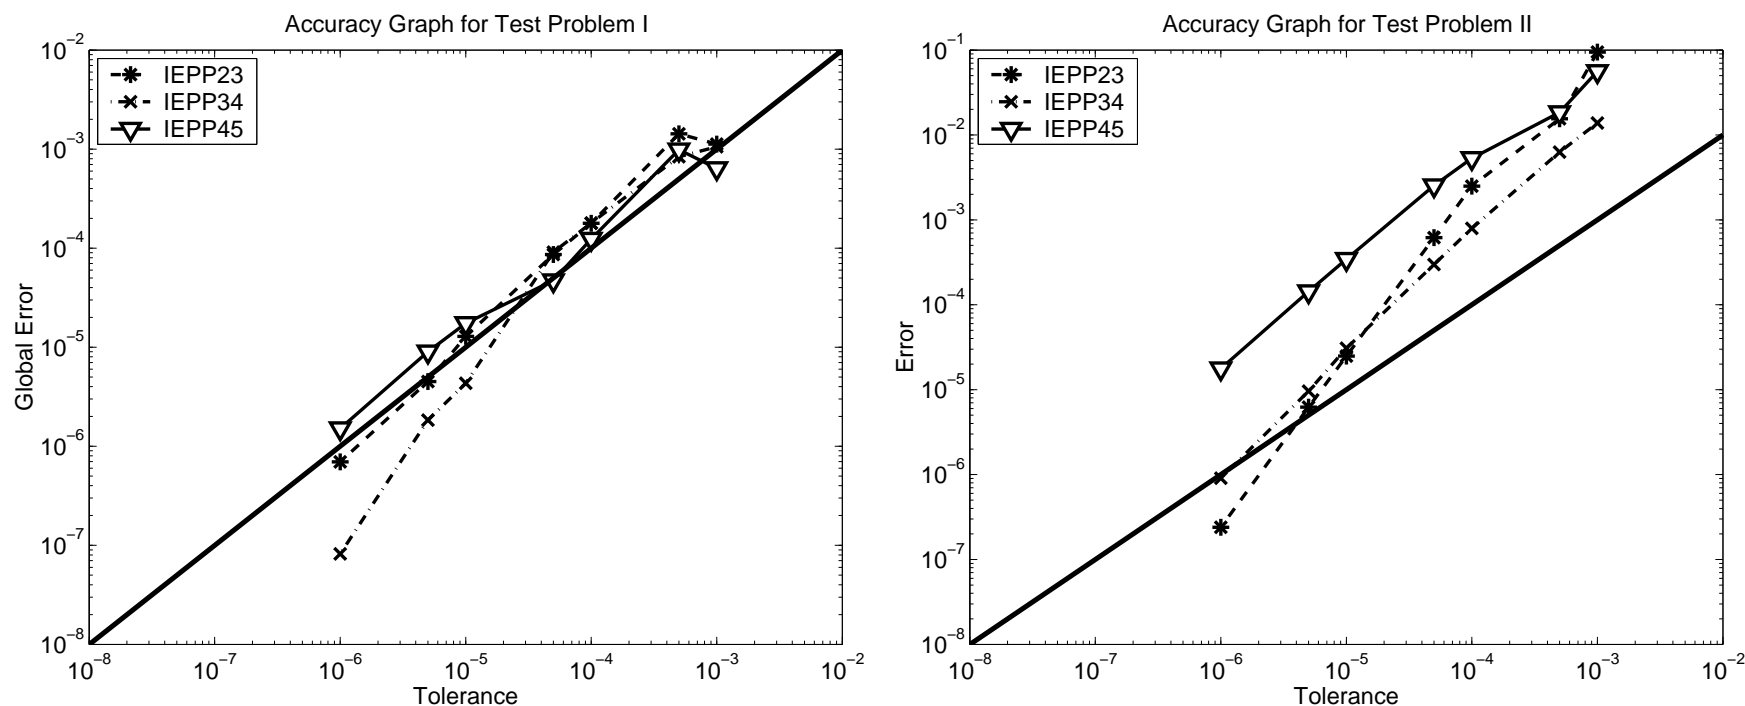 Accuracy Graph for Test Problem I
10⁻²
10⁻³
10⁻⁴
10⁻⁵
10⁻⁶
10⁻⁷
10⁻⁸
Global Error
IEPP23
IEPP34
IEPP45
10⁻⁸ 10⁻⁷ 10⁻⁶ 10⁻⁵ 10⁻⁴ 10⁻³ 10⁻²
Tolerance
Accuracy Graph for Test Problem II
10⁻¹
10⁻²
10⁻³
10⁻⁴
10⁻⁵
10⁻⁶
10⁻⁷
10⁻⁸
Error
IEPP23
IEPP34
IEPP45
10⁻⁸ 10⁻⁷ 10⁻⁶ 10⁻⁵ 10⁻⁴ 10⁻³ 10⁻²
Tolerance